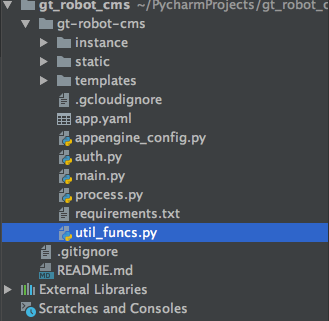 gt_robot_cms ~/PycharmProjects/gt_robot_c
gt-robot-cms
instance
static
templates
.gcloudignore
app.yaml
appengine_config.py
auth.py
main.py
process.py
requirements.txt
util_funcs.py
.gitignore
README.md
External Libraries
Scratches and Consoles